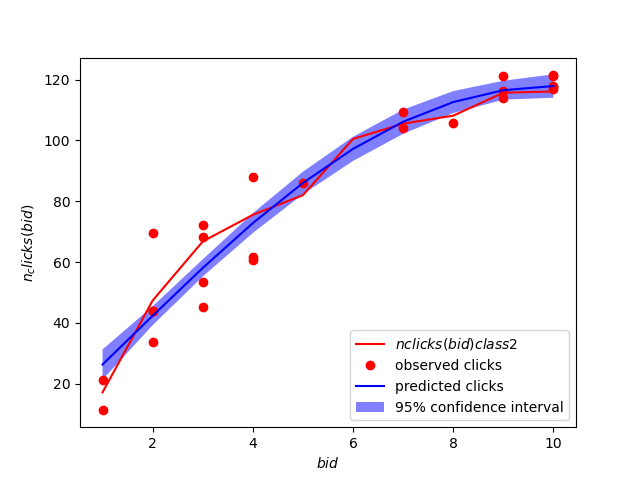 120
100
80
60
40
20
n_clicks(bid)
2
4
6
8
10
bid
nclicks(bid)class2
observed clicks
predicted clicks
95% confidence interval